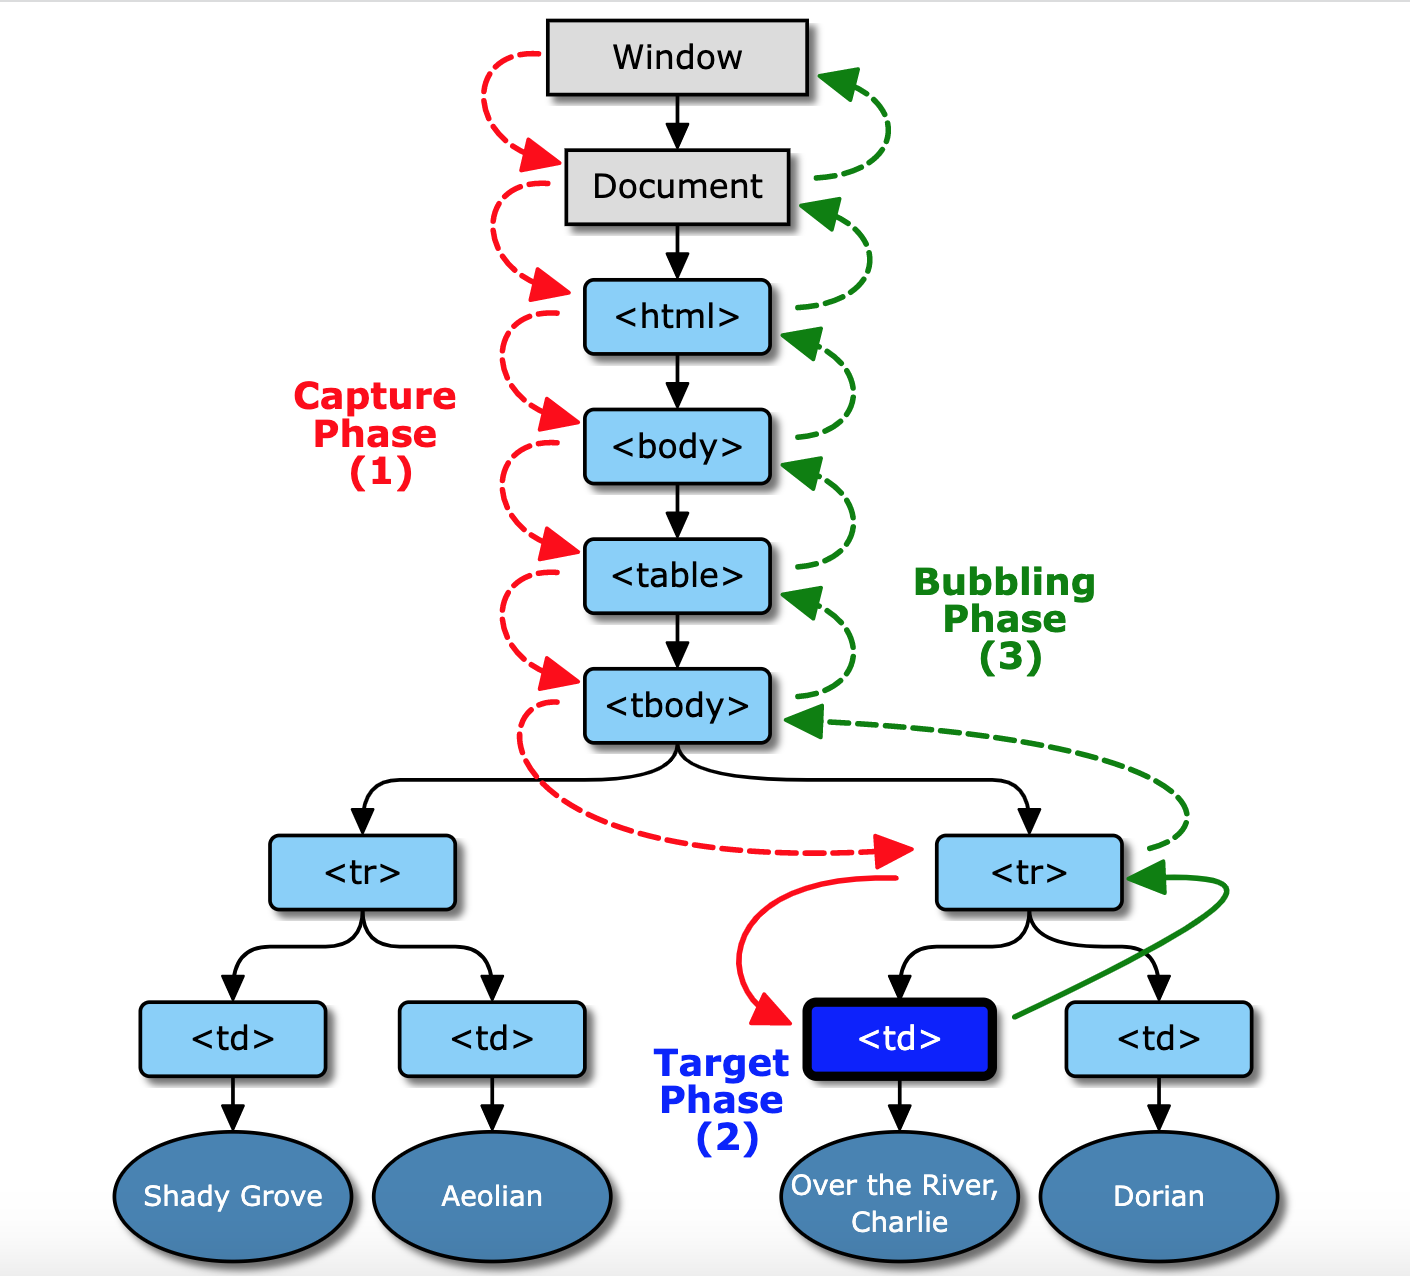 Window
Document
<html>
Capture
Phase
(1)
<body>
<table>
Bubbling
Phase
(3)
<tbody>
<tr>
<tr>
<td>
<td>
<td>
<td>
Target
Phase
(2)
Shady Grove
Aeolian
Over the River,
Charlie
Dorian